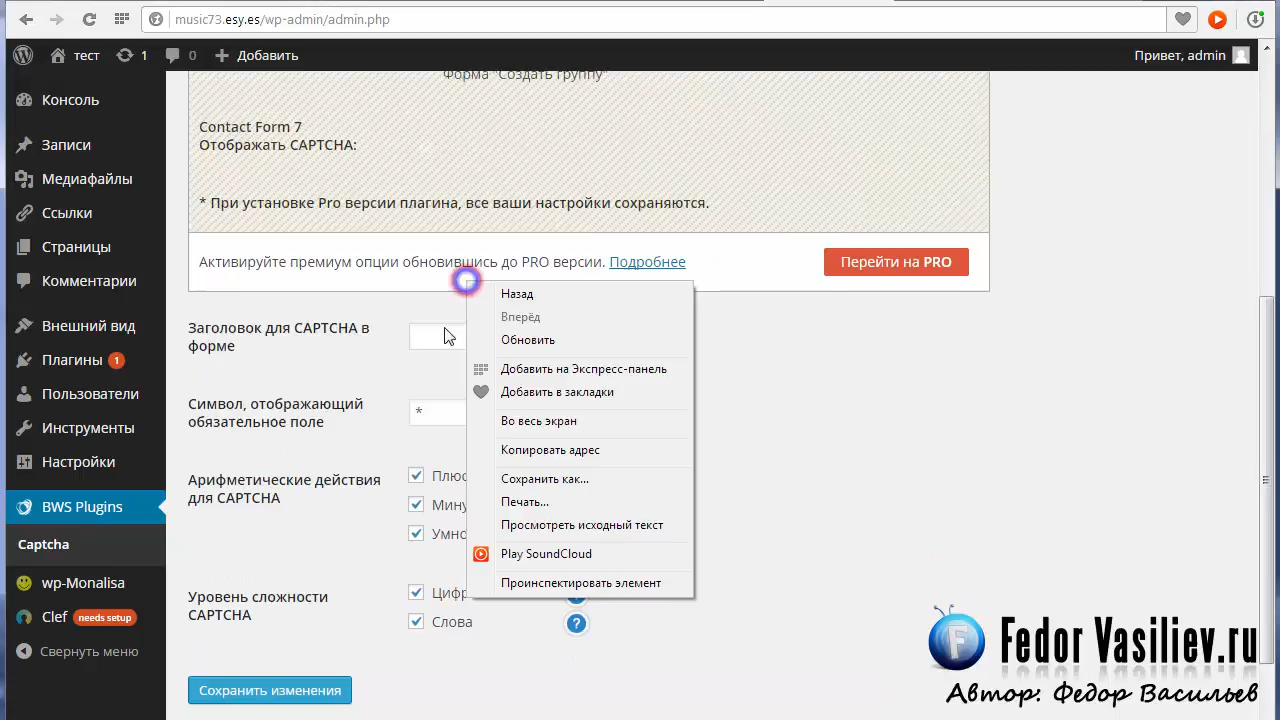 music73.esy.es/wp-admin/admin.php
тест
1
0
Добавить
Привет, admin
Консоль
Записи
Медиафайлы
Ссылки
Страницы
Комментарии
Внешний вид
Плагины 1
Пользователи
Инструменты
Настройки
BWS Plugins
Captcha
wp-Monalisa
Clef needs setup
Свернуть меню
Форма "Создать группу"
Contact Form 7
Отображать CAPTCHA:
* При установке Pro версии плагина, все ваши настройки сохраняются.
Активируйте премиум опции обновившись до PRO версии. Подробнее
Перейти на PRO
Заголовок для CAPTCHA в
форме
Символ, отображающий
обязательное поле
*
Арифметические действия
для CAPTCHA
Плюс
Мину
Умно
Уровень сложности
CAPTCHA
Цифр
Слова
?
Сохранить изменения
Назад
Вперёд
Обновить
Добавить на Экспресс-панель
Добавить в закладки
Во весь экран
Копировать адрес
Сохранить как...
Печать...
Просмотреть исходный текст
Play SoundCloud
Проинспектировать элемент
F
Fedor Vasiliev.ru
Автор: Федор Васильев